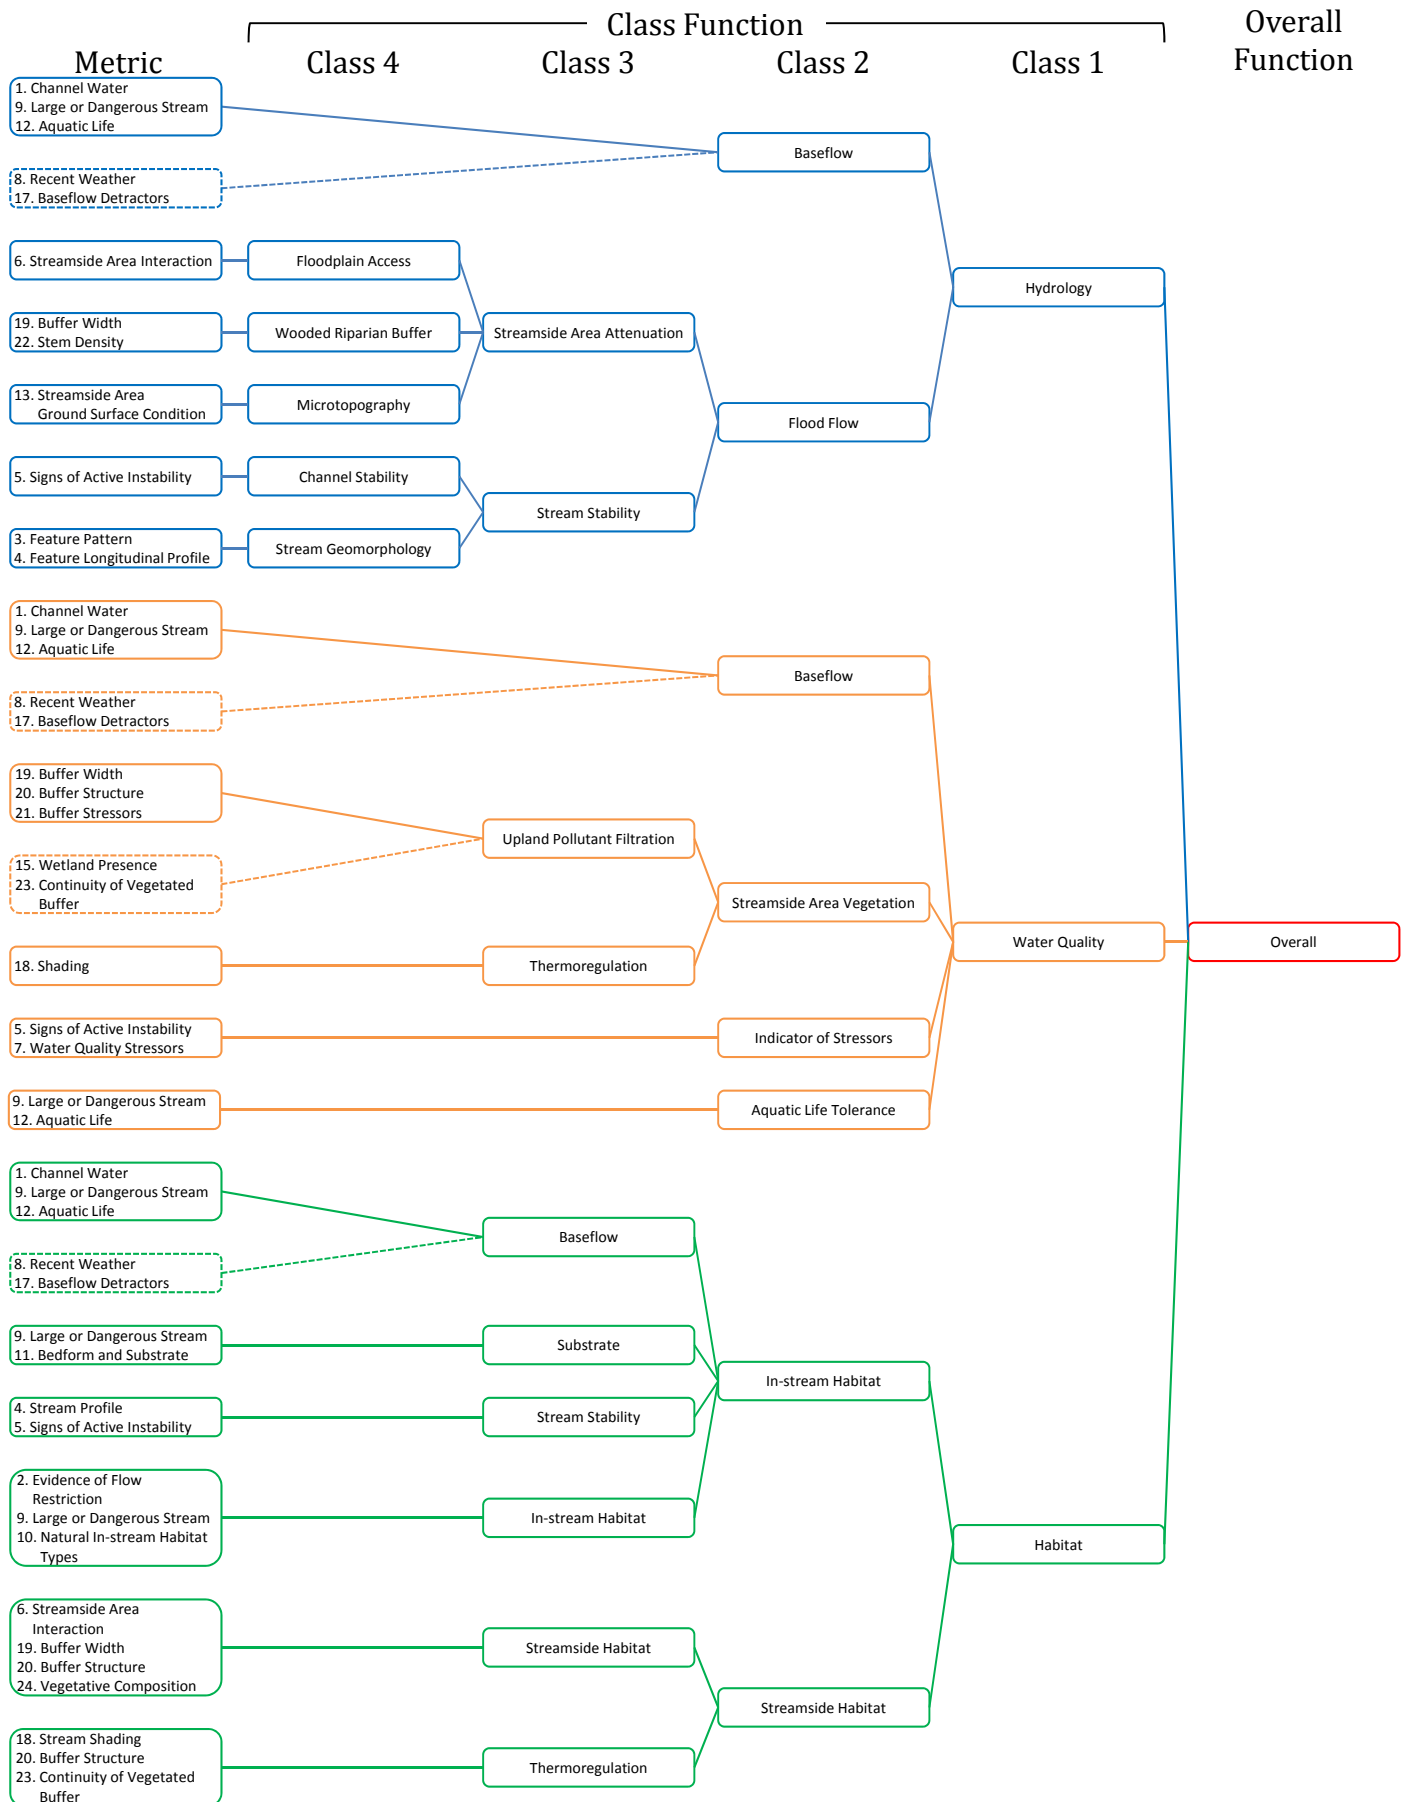 Class Function
Overall
Function
Metric
Class 4
Class 3
Class 2
Class 1
1. Channel Water
9. Large or Dangerous Stream
12. Aquatic Life
Baseflow
8. Recent Weather
17. Baseflow Detractors
6. Streamside Area Interaction
Floodplain Access
Hydrology
19. Buffer Width
22. Stem Density
Wooded Riparian Buffer
Streamside Area Attenuation
13. Streamside Area
Ground Surface Condition
Microtopography
Flood Flow
5. Signs of Active Instability
Channel Stability
Stream Stability
3. Feature Pattern
4. Feature Longitudinal Profile
Stream Geomorphology
1. Channel Water
9. Large or Dangerous Stream
12. Aquatic Life
Baseflow
8. Recent Weather
17. Baseflow Detractors
19. Buffer Width
20. Buffer Structure
21. Buffer Stressors
Upland Pollutant Filtration
15. Wetland Presence
23. Continuity of Vegetated
Buffer
Streamside Area Vegetation
Water Quality
Overall
18. Shading
Thermoregulation
5. Signs of Active Instability
7. Water Quality Stressors
Indicator of Stressors
9. Large or Dangerous Stream
12. Aquatic Life
Aquatic Life Tolerance
1. Channel Water
9. Large or Dangerous Stream
12. Aquatic Life
Baseflow
8. Recent Weather
17. Baseflow Detractors
9. Large or Dangerous Stream
11. Bedform and Substrate
Substrate
In-stream Habitat
4. Stream Profile
5. Signs of Active Instability
Stream Stability
2. Evidence of Flow
Restriction
9. Large or Dangerous Stream
10. Natural In-stream Habitat
Types
In-stream Habitat
Habitat
6. Streamside Area
Interaction
19. Buffer Width
20. Buffer Structure
24. Vegetative Composition
Streamside Habitat
Streamside Habitat
18. Stream Shading
20. Buffer Structure
23. Continuity of Vegetated
Buffer
Thermoregulation